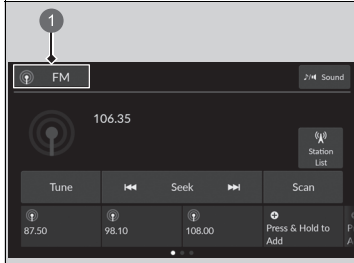 1
FM
Sound
106.35
Station
List
Tune
Seek
Scan
87.50
98.10
108.00
Press & Hold to
Add
P
A